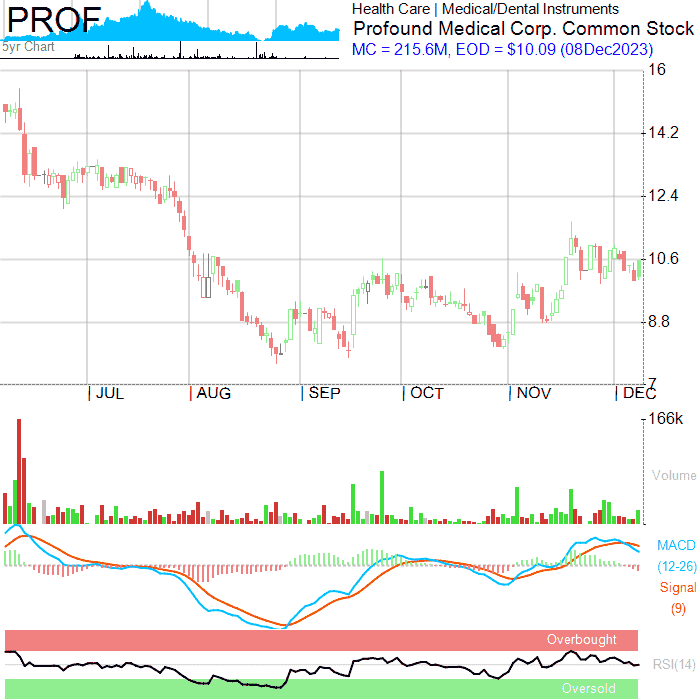 PROF
5yr Chart
Health Care | Medical/Dental Instruments
Profound Medical Corp. Common Stock
MC = 215.6M, EOD = $10.09 (08Dec2023)
16
14.2
12.4
10.6
8.8
7
JUL
AUG
SEP
OCT
NOV
DEC
166k
Volume
MACD
(12-26)
Signal
(9)
Overbought
RSI(14)
Oversold